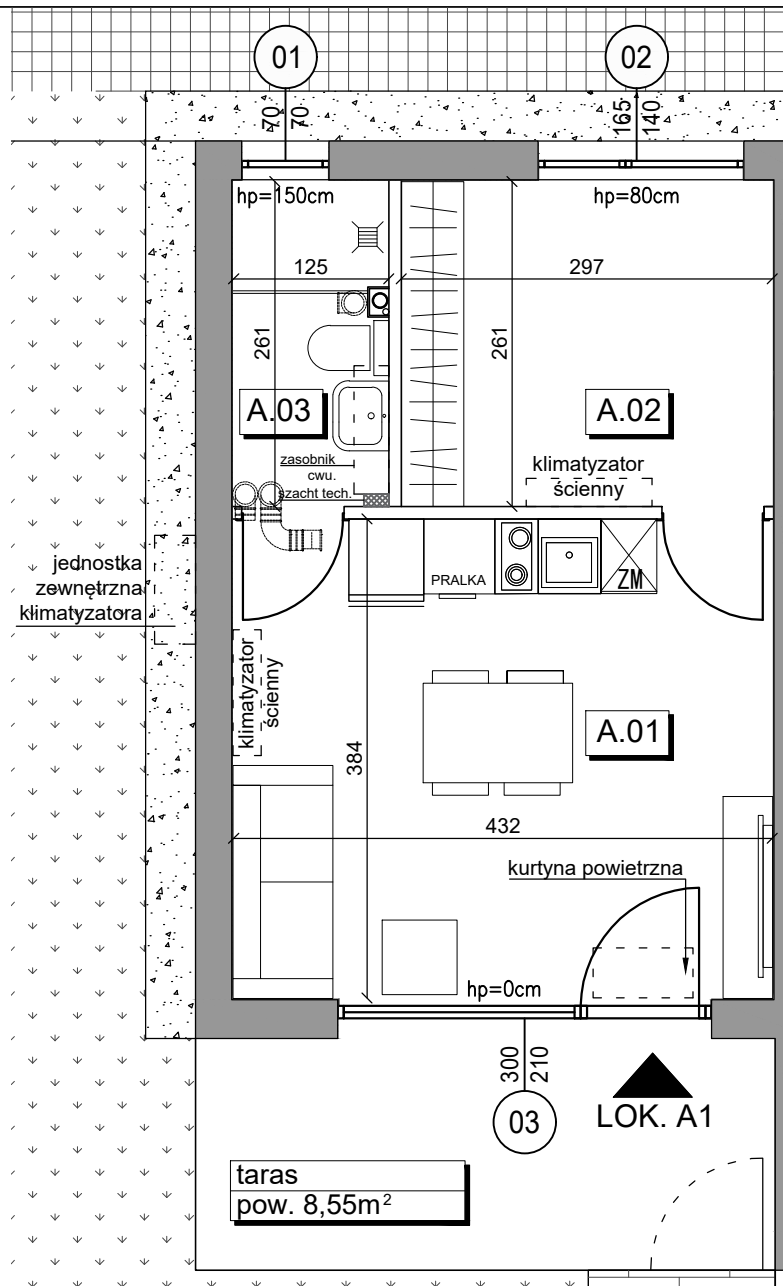 01
02
70
70
165
140
hp=150cm
hp=80cm
125
297
261
261
A.03
A.02
zasobnik
cwu.
szacht tech.
klimatyzator
ścienny
jednostka
zewnętrzna
klimatyzatora
PRALKA
ZM
klimatyzator
ścienny
A.01
384
432
kurtyna powietrzna
hp=0cm
300
210
03
LOK. A1
taras
pow. 8,55m²